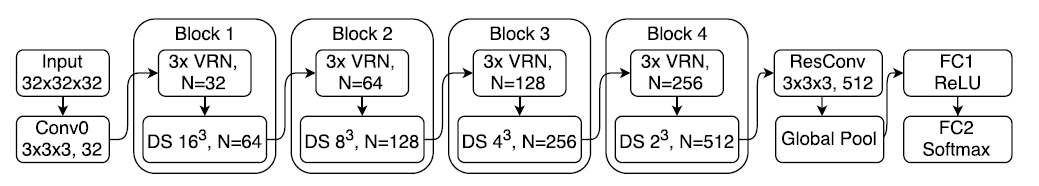 Input
32x32x32
Conv0
3x3x3, 32
Block 1
3x VRN,
N=32
DS 16³, N=64
Block 2
3x VRN,
N=64
DS 8³, N=128
Block 3
3x VRN,
N=128
DS 4³, N=256
Block 4
3x VRN,
N=256
DS 2³, N=512
ResConv
3x3x3, 512
Global Pool
FC1
ReLU
FC2
Softmax